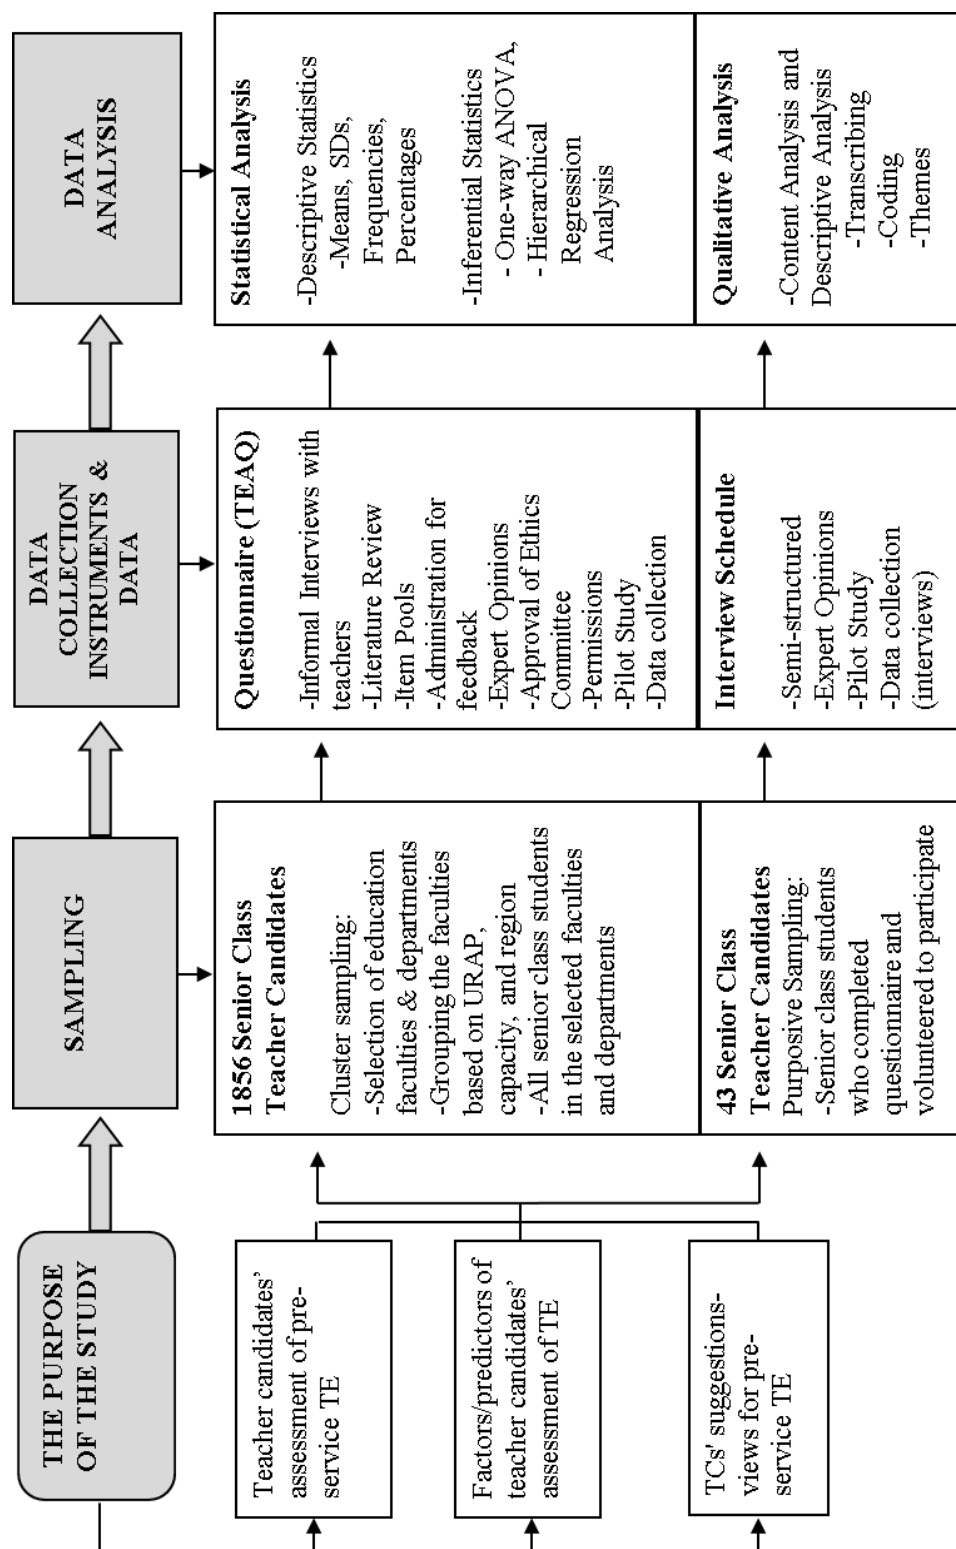 THE PURPOSE
OF THE STUDY
Teacher candidates'
assessment of pre-
service TE
Factors/predictors of
teacher candidates'
assessment of TE
TCs' suggestions-
views for pre-
service TE
SAMPLING
1856 Senior Class
Teacher Candidates
Cluster sampling:
-Selection of education
faculties & departments
-Grouping the faculties
based on URAP,
capacity, and region
-All senior class students
in the selected faculties
and departments
43 Senior Class
Teacher Candidates
Purposive Sampling:
-Senior class students
who completed
questionnaire and
volunteered to participate
DATA
COLLECTION
INSTRUMENTS &
DATA
Questionnaire (TEAQ)
-Informal Interviews with
teachers
-Literature Review
-Item Pools
-Administration for
feedback
-Expert Opinions
-Approval of Ethics
Committee
-Permissions
-Pilot Study
-Data collection
Interview Schedule
-Semi-structured
-Expert Opinions
-Pilot Study
-Data collection
(interviews)
DATA
ANALYSIS
Statistical Analysis
-Descriptive Statistics
-Means, SDs,
Frequencies,
Percentages
-Inferential Statistics
- One-way ANOVA,
- Hierarchical
Regression
Analysis
Qualitative Analysis
-Content Analysis and
Descriptive Analysis
-Transcribing
-Coding
-Themes